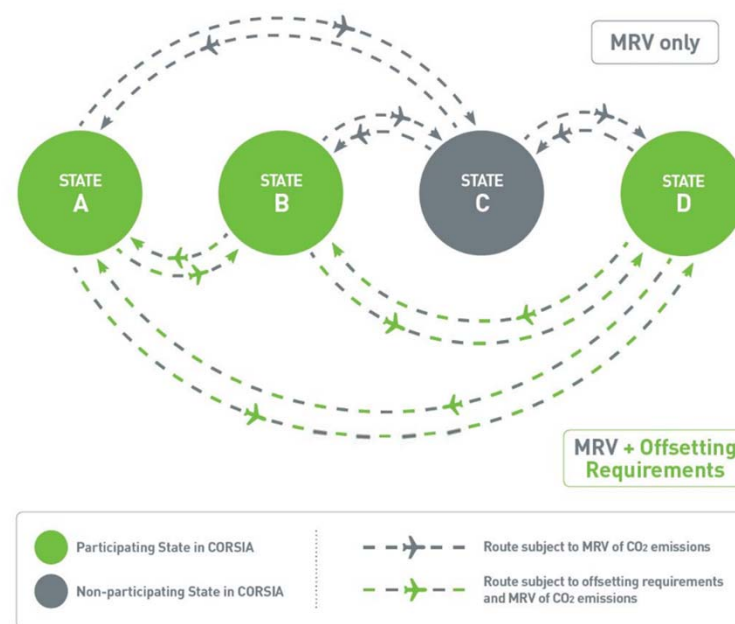 MRV only
STATE
A
STATE
B
STATE
C
STATE
D
MRV + Offsetting
Requirements
Participating State in CORSIA
Non-participating State in CORSIA
Route subject to MRV of CO₂ emissions
Route subject to offsetting requirements
and MRV of CO₂ emissions